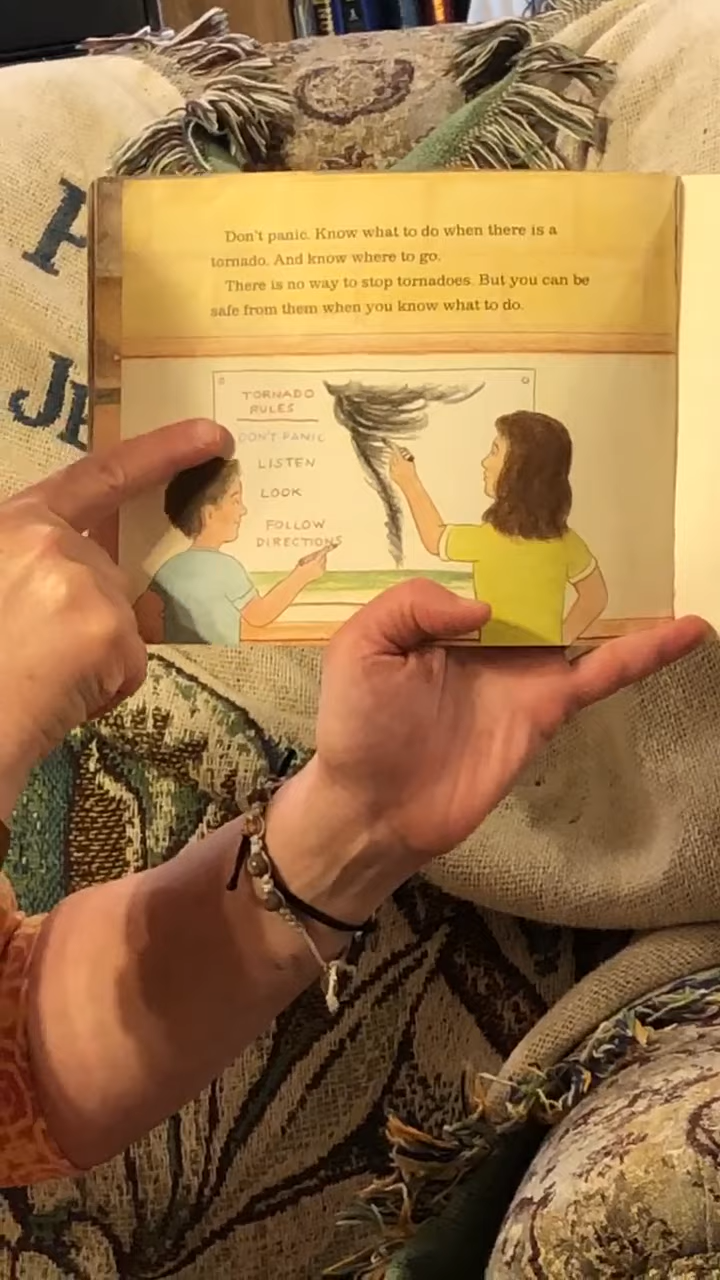 Don't panic. Know what to do when there is a
tornado. And know where to go.
There is no way to stop tornadoes. But you can be
safe from them when you know what to do.
TORNADO
RULES
DON'T PANIC
LISTEN
LOOK
FOLLOW
DIRECTIONS